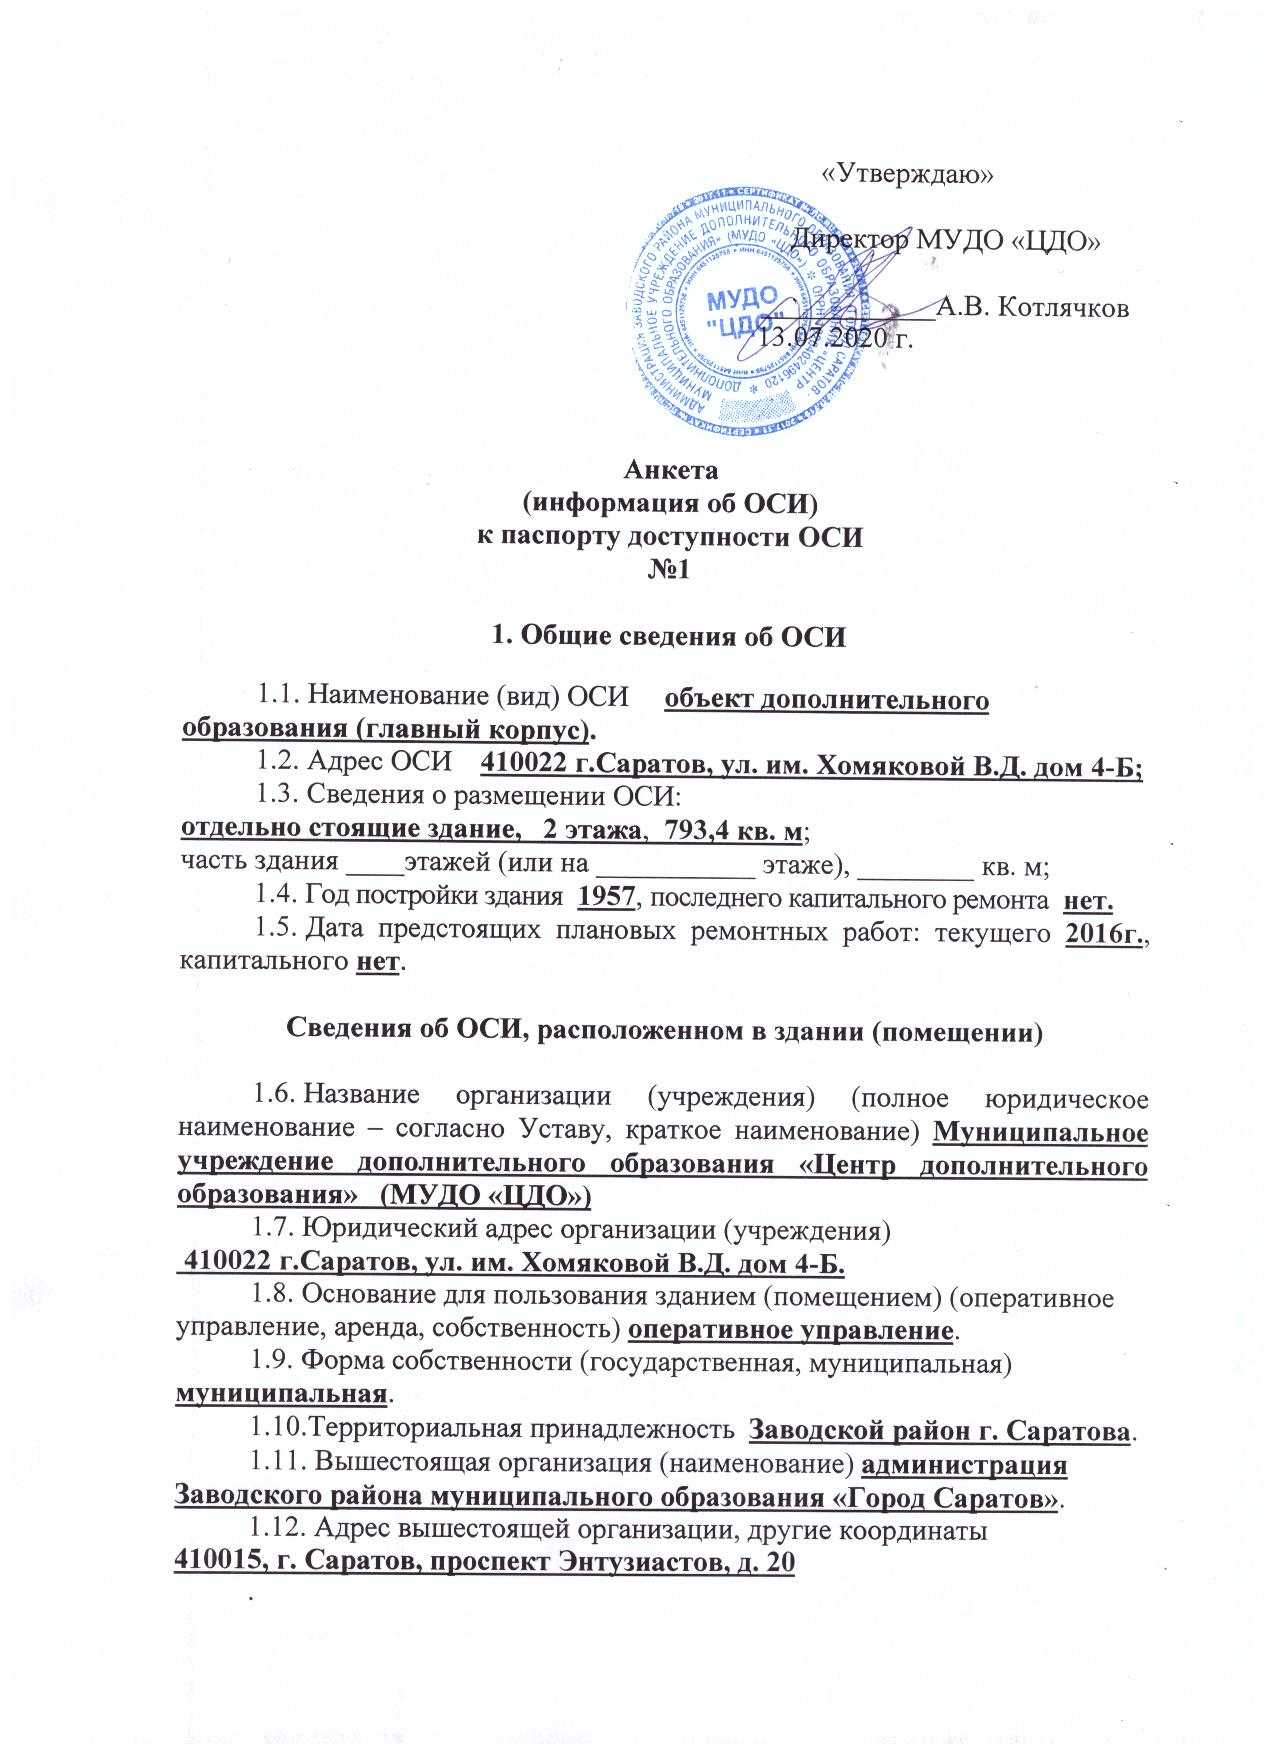 «Утверждаю»
Директор МУДО «ЦДО»
____________А.В. Котлячков
13.07.2020 г.
МУДО
"ЦДО"
Анкета
(информация об ОСИ)
к паспорту доступности ОСИ
№1
1. Общие сведения об ОСИ
1.1. Наименование (вид) ОСИ объект дополнительного
образования (главный корпус).
1.2. Адрес ОСИ 410022 г.Саратов, ул. им. Хомяковой В.Д. дом 4-Б;
1.3. Сведения о размещении ОСИ:
отдельно стоящие здание, 2 этажа, 793,4 кв. м;
часть здания ____этажей (или на ___________ этаже), ________ кв. м;
1.4. Год постройки здания 1957, последнего капитального ремонта нет.
1.5. Дата предстоящих плановых ремонтных работ: текущего 2016г.,
капитального нет.
Сведения об ОСИ, расположенном в здании (помещении)
1.6. Название организации (учреждения) (полное юридическое
наименование – согласно Уставу, краткое наименование) Муниципальное
учреждение дополнительного образования «Центр дополнительного
образования» (МУДО «ЦДО»)
1.7. Юридический адрес организации (учреждения)
410022 г.Саратов, ул. им. Хомяковой В.Д. дом 4-Б.
1.8. Основание для пользования зданием (помещением) (оперативное
управление, аренда, собственность) оперативное управление.
1.9. Форма собственности (государственная, муниципальная)
муниципальная.
1.10.Территориальная принадлежность Заводской район г. Саратова.
1.11. Вышестоящая организация (наименование) администрация
Заводского района муниципального образования «Город Саратов».
1.12. Адрес вышестоящей организации, другие координаты
410015, г. Саратов, проспект Энтузиастов, д. 20